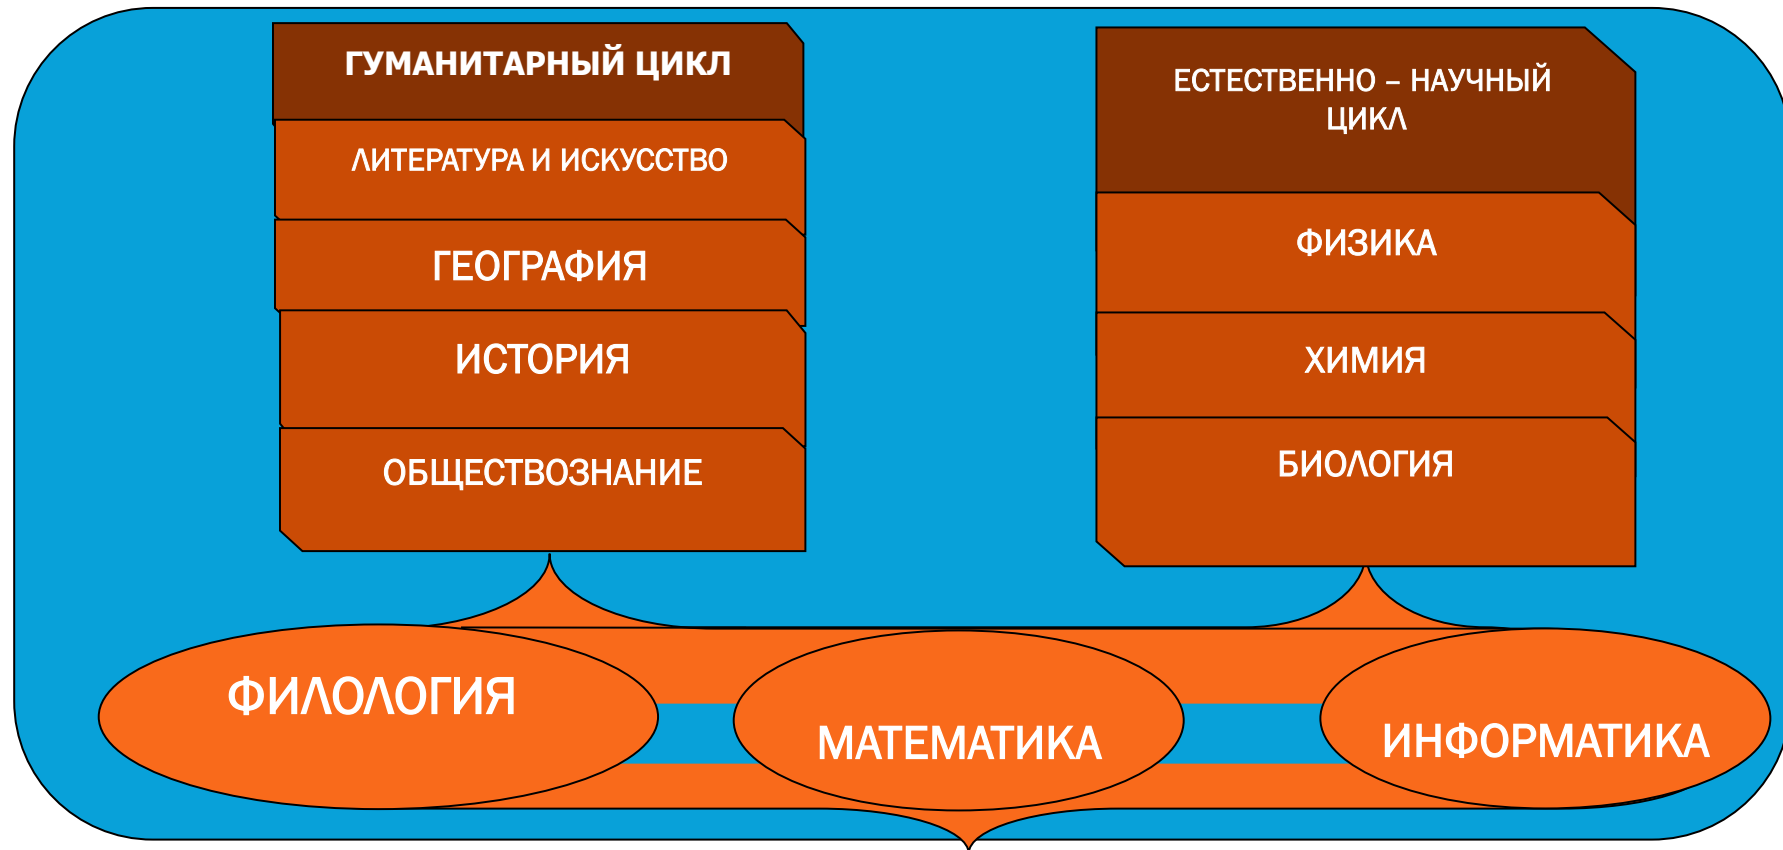 ГУМАНИТАРНЫЙ ЦИКЛ
ЛИТЕРАТУРА И ИСКУССТВО
ГЕОГРАФИЯ
ИСТОРИЯ
ОБЩЕСТВОЗНАНИЕ
ЕСТЕСТВЕННО – НАУЧНЫЙ
ЦИКЛ
ФИЗИКА
ХИМИЯ
БИОЛОГИЯ
ФИЛОЛОГИЯ
МАТЕМАТИКА
ИНФОРМАТИКА